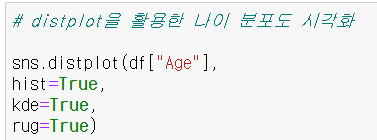 # distplot을 활용한 나이 분포도 시각화
sns.distplot(df["Age"],
hist=True,
kde=True,
rug=True)